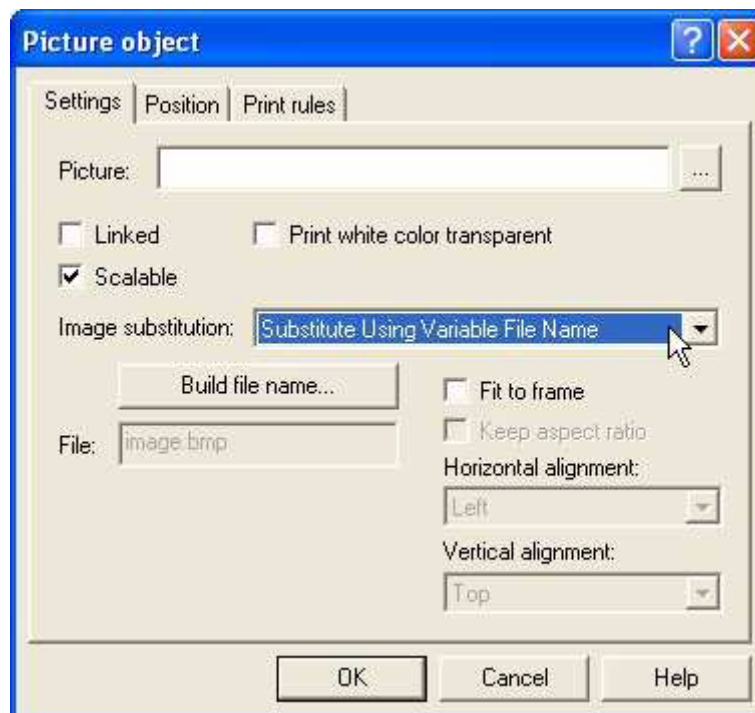 Picture object
Settings Position Print rules
Picture: ...
Linked Print white color transparent
Scalable
Image substitution: Substitute Using Variable File Name
Build file name... Fit to frame
Keep aspect ratio
File: image.bmp
Horizontal alignment:
Left
Vertical alignment:
Top
OK Cancel Help